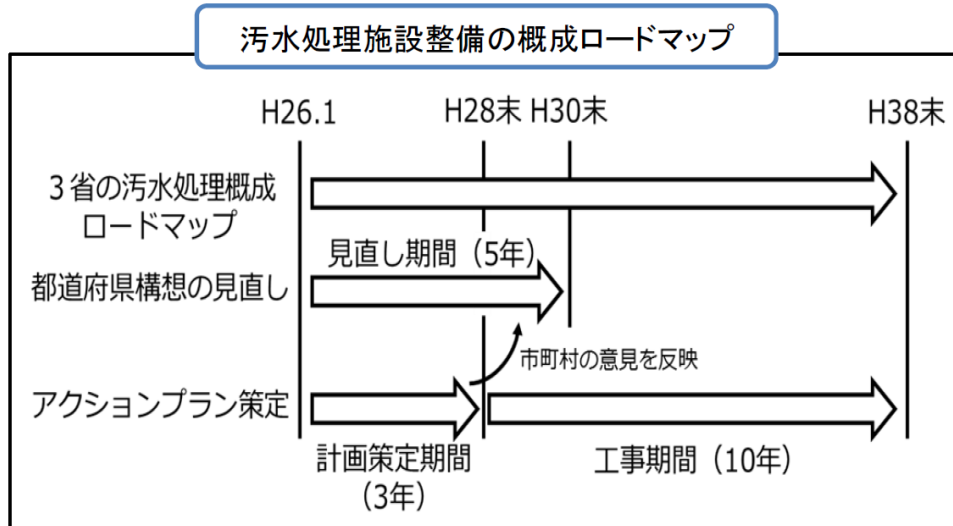 汚水処理施設整備の概成ロードマップ
H26.1
H28末
H30末
H38末
3省の汚水処理概成
ロードマップ
見直し期間（5年）
都道府県構想の見直し
市町村の意見を反映
アクションプラン策定
計画策定期間
（3年）
工事期間（10年）